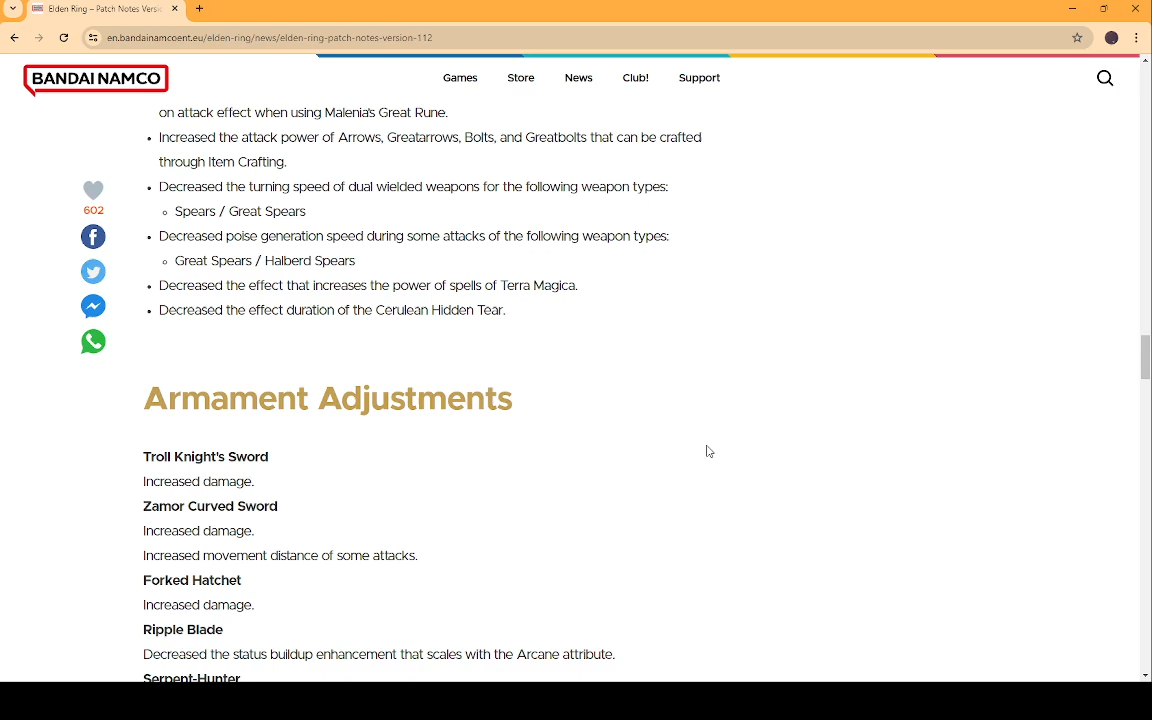 Elden Ring – Patch Notes Versi
en.bandainamcoent.eu/elden-ring/news/elden-ring-patch-notes-version-112
BANDAI NAMCO
Games Store News Club! Support
on attack effect when using Malenia's Great Rune.
• Increased the attack power of Arrows, Greatarrows, Bolts, and Greatbolts that can be crafted
through Item Crafting.
• Decreased the turning speed of dual wielded weapons for the following weapon types:
602
◦ Spears / Great Spears
• Decreased poise generation speed during some attacks of the following weapon types:
◦ Great Spears / Halberd Spears
• Decreased the effect that increases the power of spells of Terra Magica.
• Decreased the effect duration of the Cerulean Hidden Tear.
Armament Adjustments
Troll Knight's Sword
Increased damage.
Zamor Curved Sword
Increased damage.
Increased movement distance of some attacks.
Forked Hatchet
Increased damage.
Ripple Blade
Decreased the status buildup enhancement that scales with the Arcane attribute.
Serpent-Hunter